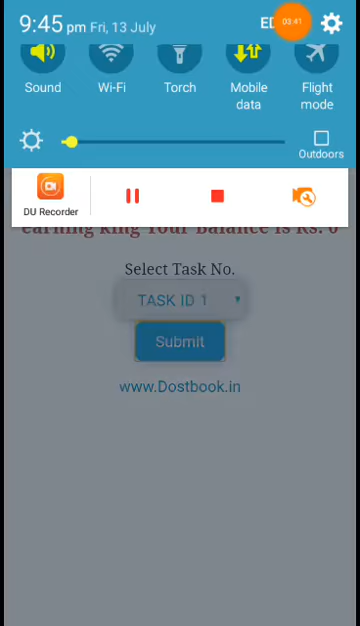 9:45 pm Fri, 13 July
03:41
Sound
Wi-Fi
Torch
Mobile data
Flight mode
Outdoors
DU Recorder
earning king Your Balance is Rs. 0
Select Task No.
TASK ID 1
Submit
www.Dostbook.in